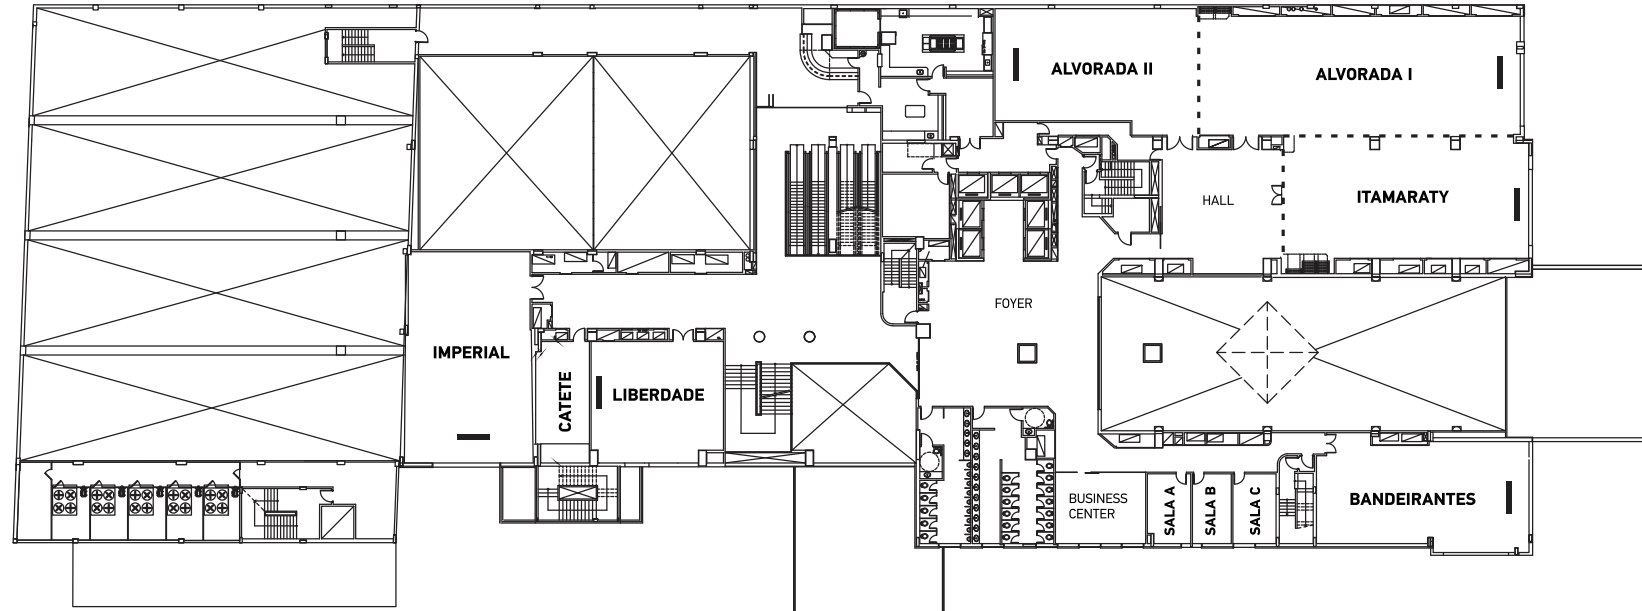 ALVORADA II
ALVORADA I
HALL
ITAMARATY
FOYER
IMPERIAL
CATETE
LIBERDADE
BUSINESS
CENTER
SALA A
SALA B
SALA C
BANDEIRANTES